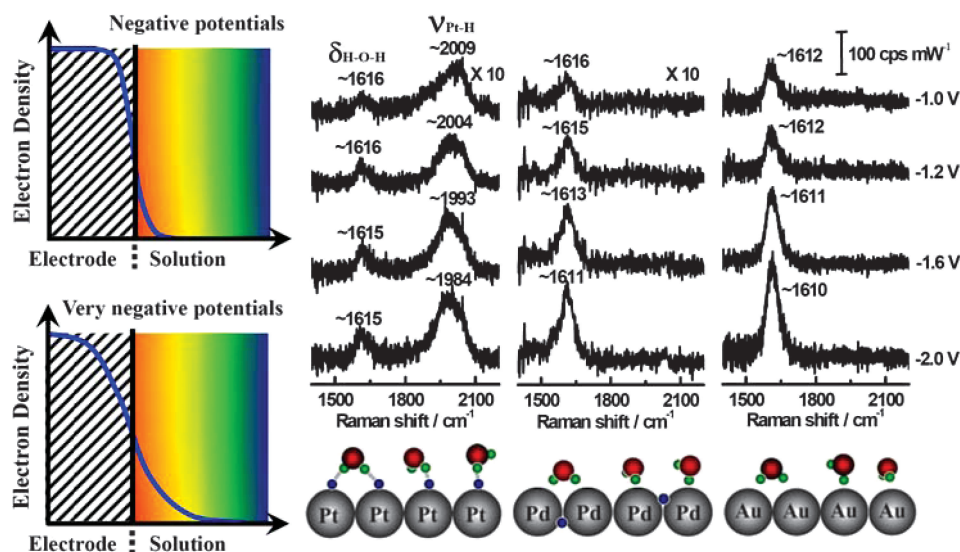 Negative potentials
Electron Density
Electrode
Solution
Very negative potentials
Electron Density
Electrode
Solution
δH-O-H
νPt-H
~1616
~2009
X 10
~1616
~2004
~1615
~1993
~1615
~1984
1500 1800 2100
Raman shift / cm-1
~1616
X 10
~1615
~1613
~1611
1500 1800 2100
Raman shift / cm-1
100 cps mW-1
~1612
-1.0 V
~1612
-1.2 V
~1611
-1.6 V
~1610
-2.0 V
1500 1800 2100
Raman shift / cm-1
Pt Pt Pt Pt
Pd Pd Pd Pd
Au Au Au Au